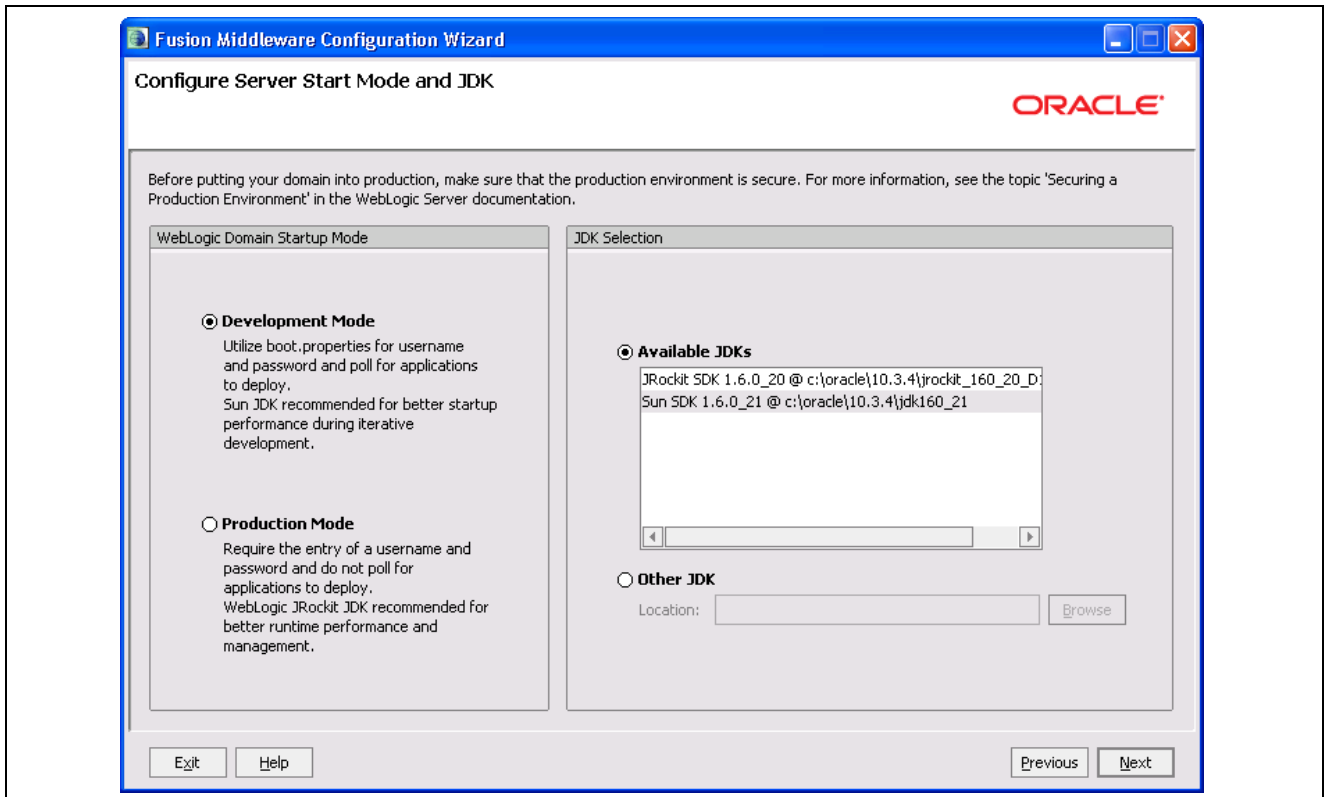 Fusion Middleware Configuration Wizard
Configure Server Start Mode and JDK
ORACLE
Before putting your domain into production, make sure that the production environment is secure. For more information, see the topic 'Securing a
Production Environment' in the WebLogic Server documentation.
WebLogic Domain Startup Mode
Development Mode
Utilize boot.properties for username
and password and poll for applications
to deploy.
Sun JDK recommended for better startup
performance during iterative
development.
Production Mode
Require the entry of a username and
password and do not poll for
applications to deploy.
WebLogic JRockit JDK recommended for
better runtime performance and
management.
JDK Selection
Available JDKs
JRockit SDK 1.6.0_20 @ c:\oracle\10.3.4\jrockit_160_20_D1
Sun SDK 1.6.0_21 @ c:\oracle\10.3.4\jdk160_21
Other JDK
Location:
Browse
Exit
Help
Previous
Next